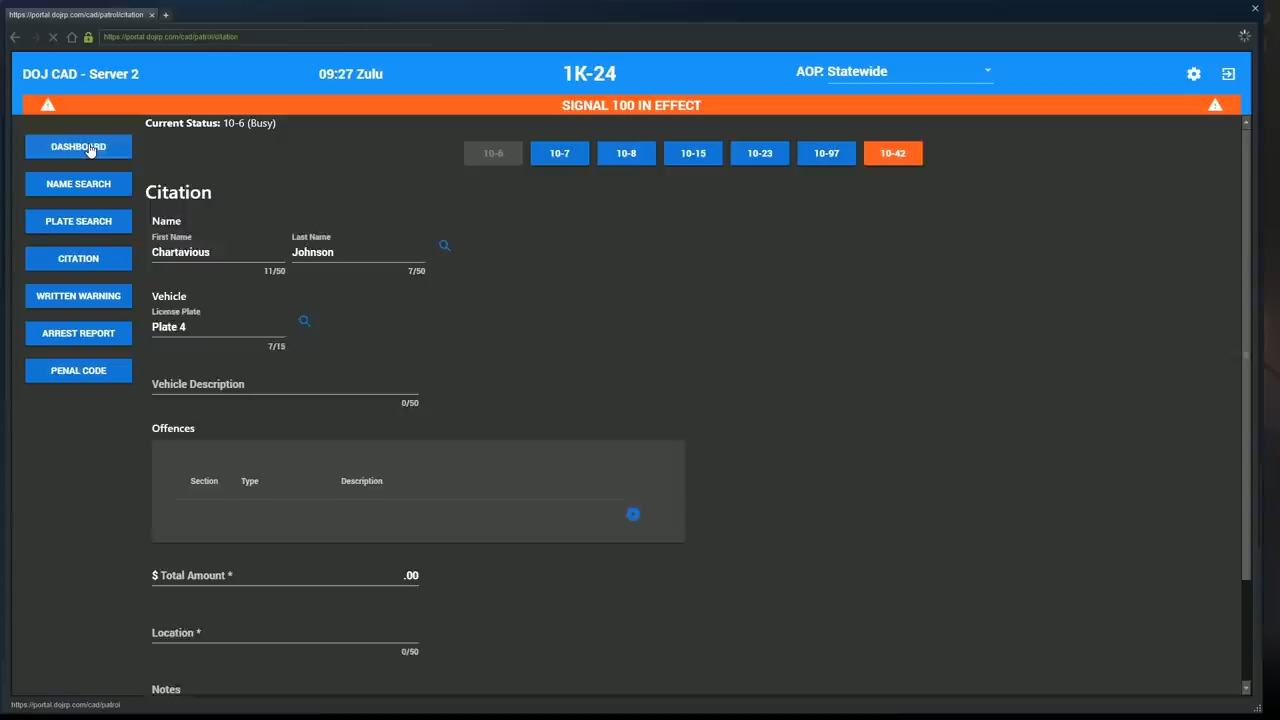 https://portal.dojrp.com/cad/patrol/citation
https://portal.dojrp.com/cad/patrol/citation
DOJ CAD - Server 2
09:27 Zulu
1K-24
AOP: Statewide
SIGNAL 100 IN EFFECT
Current Status: 10-6 (Busy)
DASHBOARD
NAME SEARCH
PLATE SEARCH
CITATION
WRITTEN WARNING
ARREST REPORT
PENAL CODE
10-6 10-7 10-8 10-15 10-23 10-97 10-42
Citation
Name
First Name Last Name
Chartavious Johnson
11/50 7/50
Vehicle
License Plate
Plate 4
7/15
Vehicle Description
0/50
Offences
Section Type Description
$ Total Amount * .00
Location *
0/50
Notes
https://portal.dojrp.com/cad/patrol